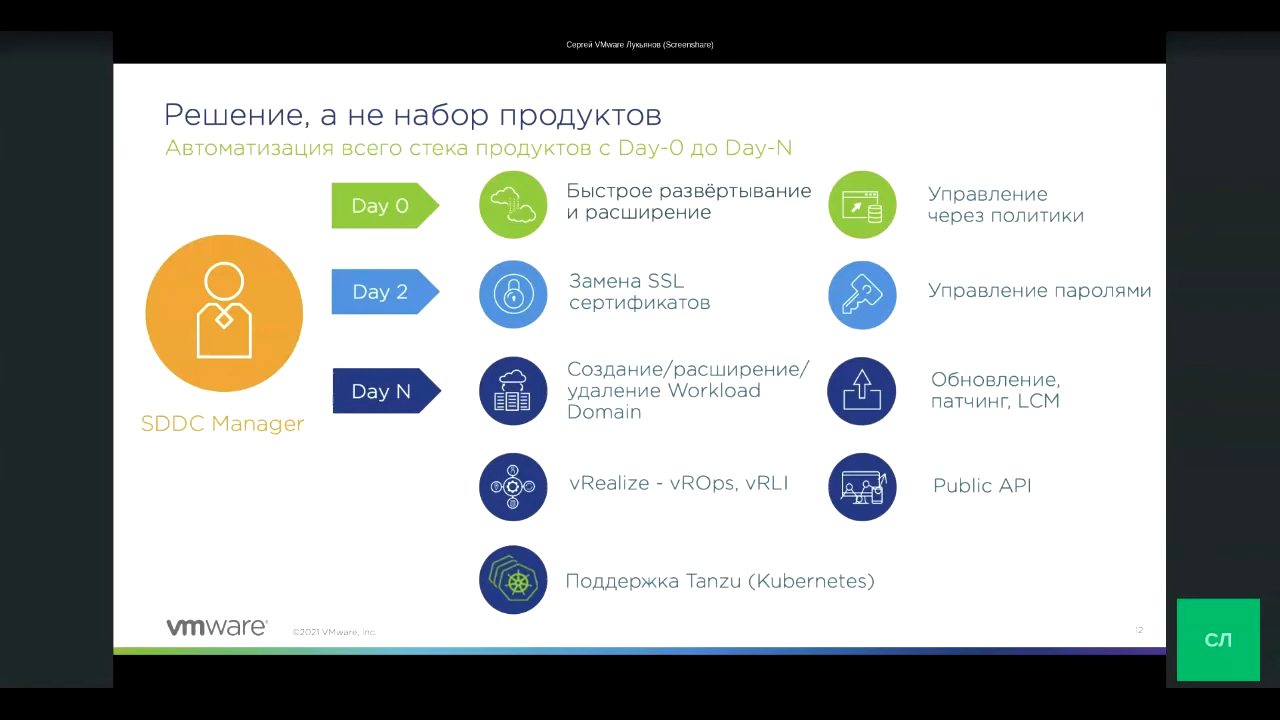 Сергей VMware Лукьянов (Screenshare)
Решение, а не набор продуктов
Автоматизация всего стека продуктов с Day-0 до Day-N
Day 0
Быстрое развёртывание
и расширение
Управление
через политики
Day 2
Замена SSL
сертификатов
Управление паролями
Day N
Создание/расширение/
удаление Workload
Domain
Обновление,
патчинг, LCM
SDDC Manager
vRealize - vROps, vRLI
Public API
Поддержка Tanzu (Kubernetes)
vmware®
©2021 VMware, Inc.
12
СЛ